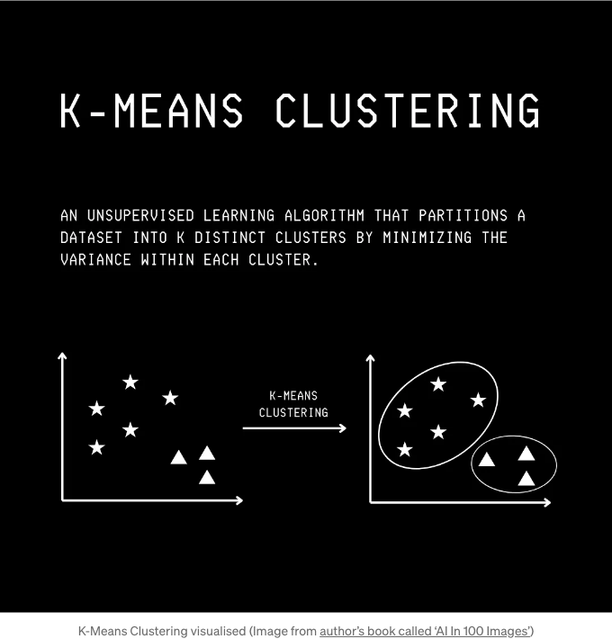 K-MEANS CLUSTERING
AN UNSUPERVISED LEARNING ALGORITHM THAT PARTITIONS A
DATASET INTO K DISTINCT CLUSTERS BY MINIMIZING THE
VARIANCE WITHIN EACH CLUSTER.
K-MEANS
CLUSTERING
K-Means Clustering visualised (Image from author's book called 'AI In 100 Images')